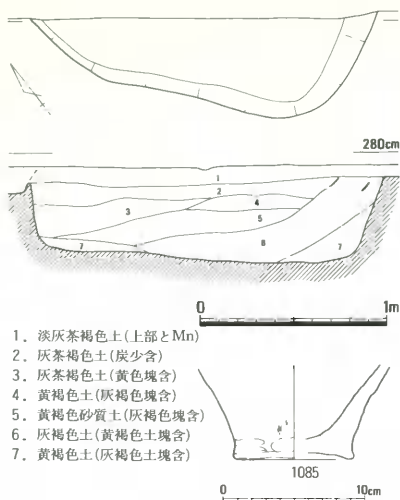 280cm
1
2
4
3
5
7
6
7
0 1m
1. 淡灰茶褐色土(上部とMn)
2. 灰茶褐色土(炭少含)
3. 灰茶褐色土(黄色塊含)
4. 黄褐色土(灰褐色塊含)
5. 黄褐色砂質土(灰褐色塊含)
6. 灰褐色土(黄褐色土塊含)
7. 黄褐色土(灰褐色土塊含)
1085
0 10cm